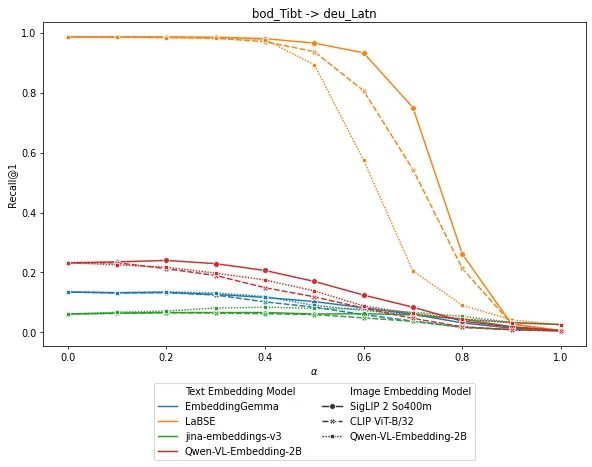 bod_Tibt -> deu_Latn
1.0
0.8
0.6
0.4
0.2
0.0
Recall@1
0.0 0.2 0.4 0.6 0.8 1.0
α
Text Embedding Model Image Embedding Model
EmbeddingGemma SigLIP 2 So400m
LaBSE CLIP ViT-B/32
jina-embeddings-v3 Qwen-VL-Embedding-2B
Qwen-VL-Embedding-2B